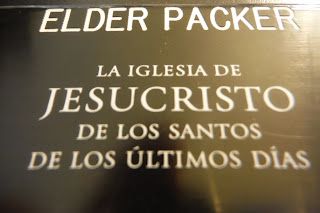 ELDER PACKER
LA IGLESIA DE
JESUCRISTO
DE LOS SANTOS
DE LOS ÚLTIMOS DÍAS